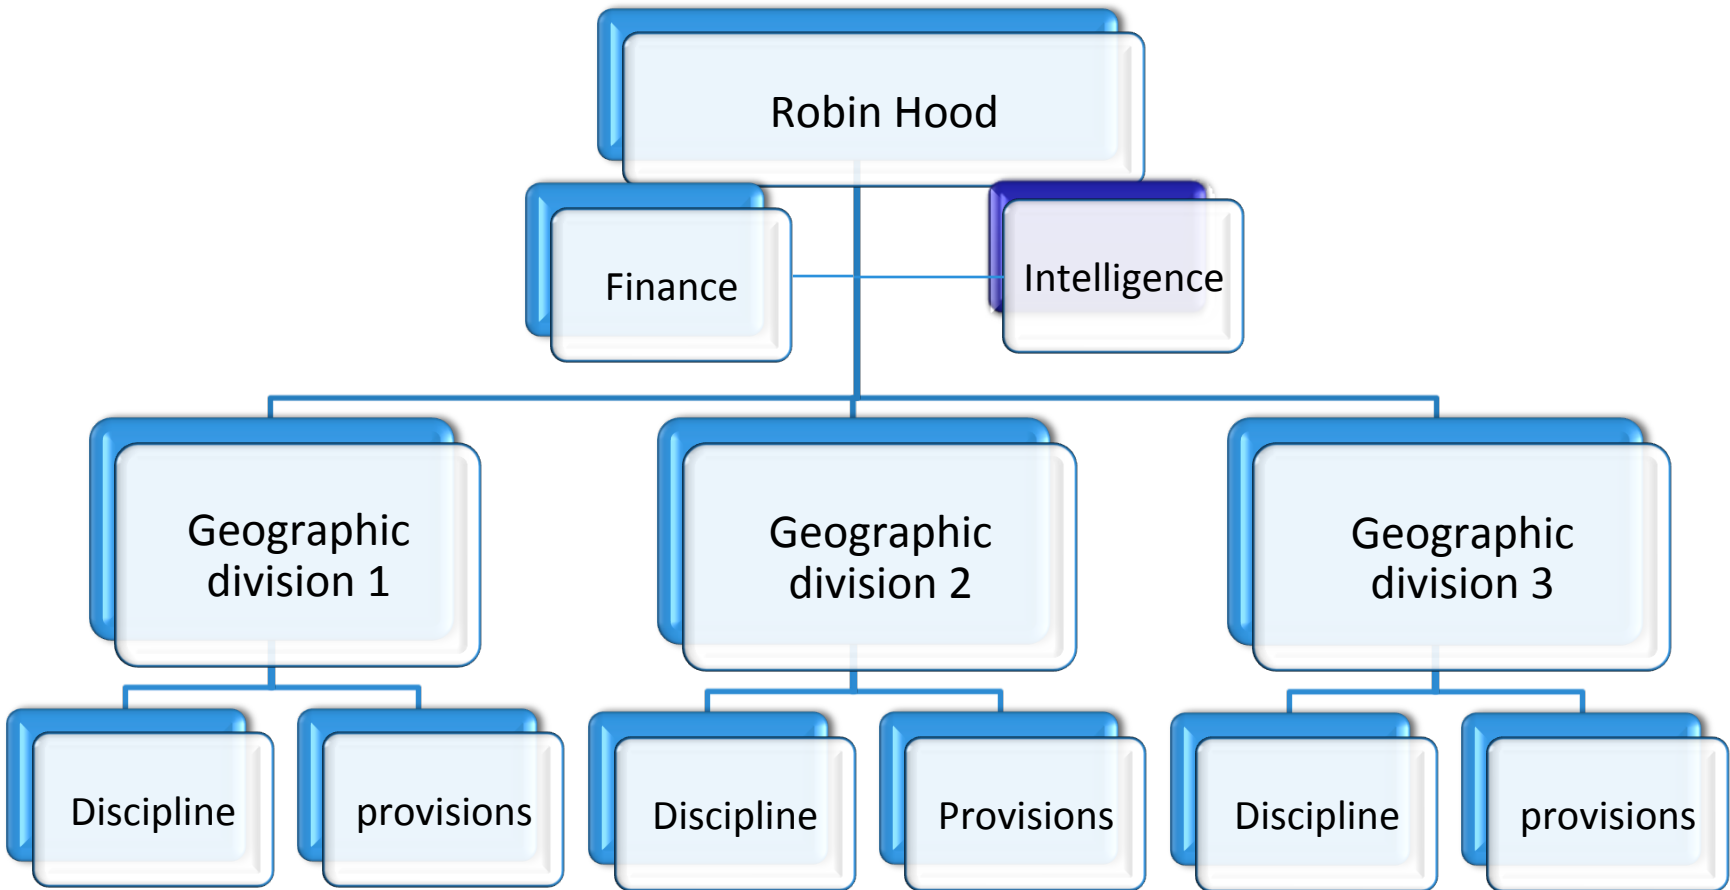 Robin Hood
Finance
Intelligence
Geographic
division 1
Geographic
division 2
Geographic
division 3
Discipline
provisions
Discipline
Provisions
Discipline
provisions